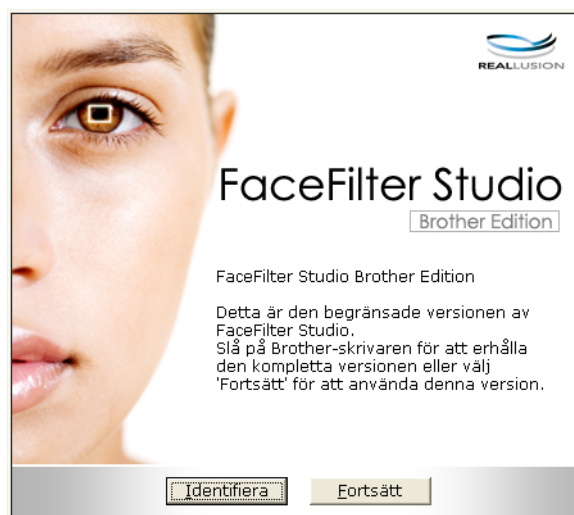 REALLUSION
FaceFilter Studio
Brother Edition
FaceFilter Studio Brother Edition
Detta är den begränsade versionen av
FaceFilter Studio.
Slå på Brother-skrivaren för att erhålla
den kompletta versionen eller välj
'Fortsätt' för att använda denna version.
Identifiera
Fortsätt